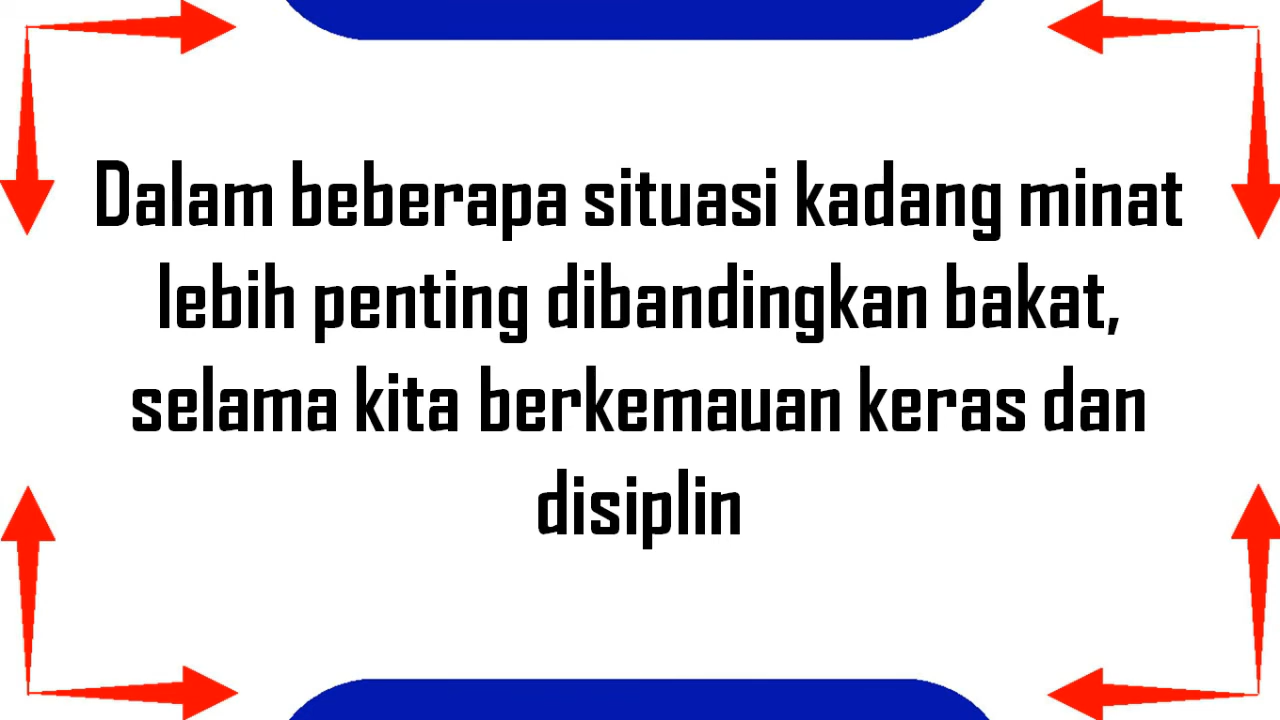 Dalam beberapa situasi kadang minat
lebih penting dibandingkan bakat,
selama kita berkemauan keras dan
disiplin